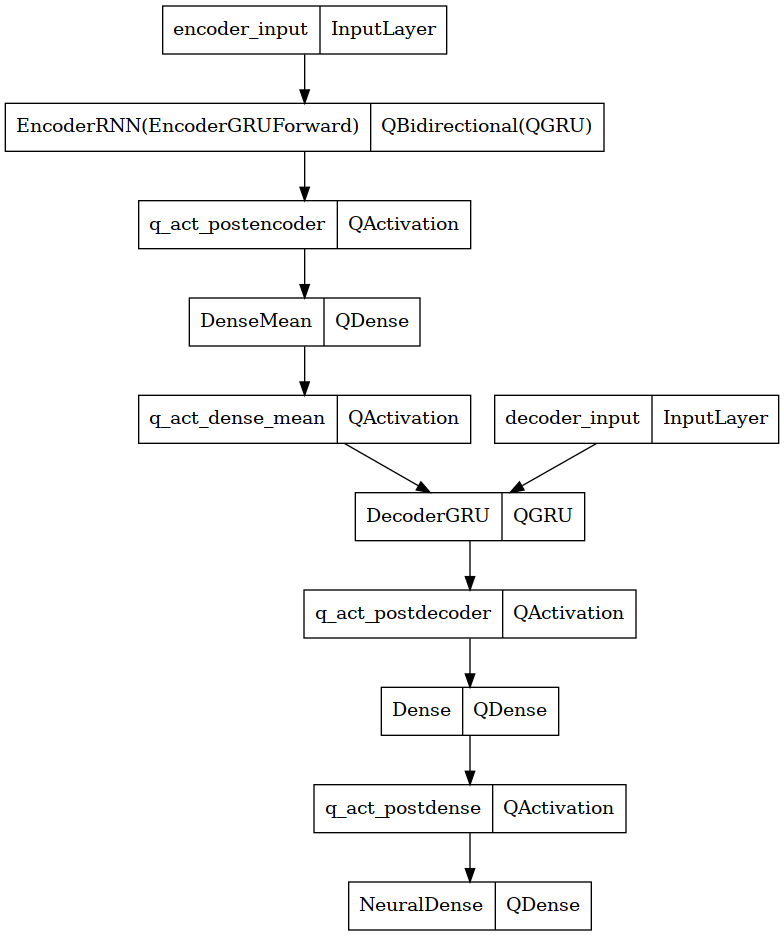 encoder_input InputLayer
EncoderRNN(EncoderGRUForward) QBidirectional(QGRU)
q_act_postencoder QActivation
DenseMean QDense
q_act_dense_mean QActivation decoder_input InputLayer
DecoderGRU QGRU
q_act_postdecoder QActivation
Dense QDense
q_act_postdense QActivation
NeuralDense QDense